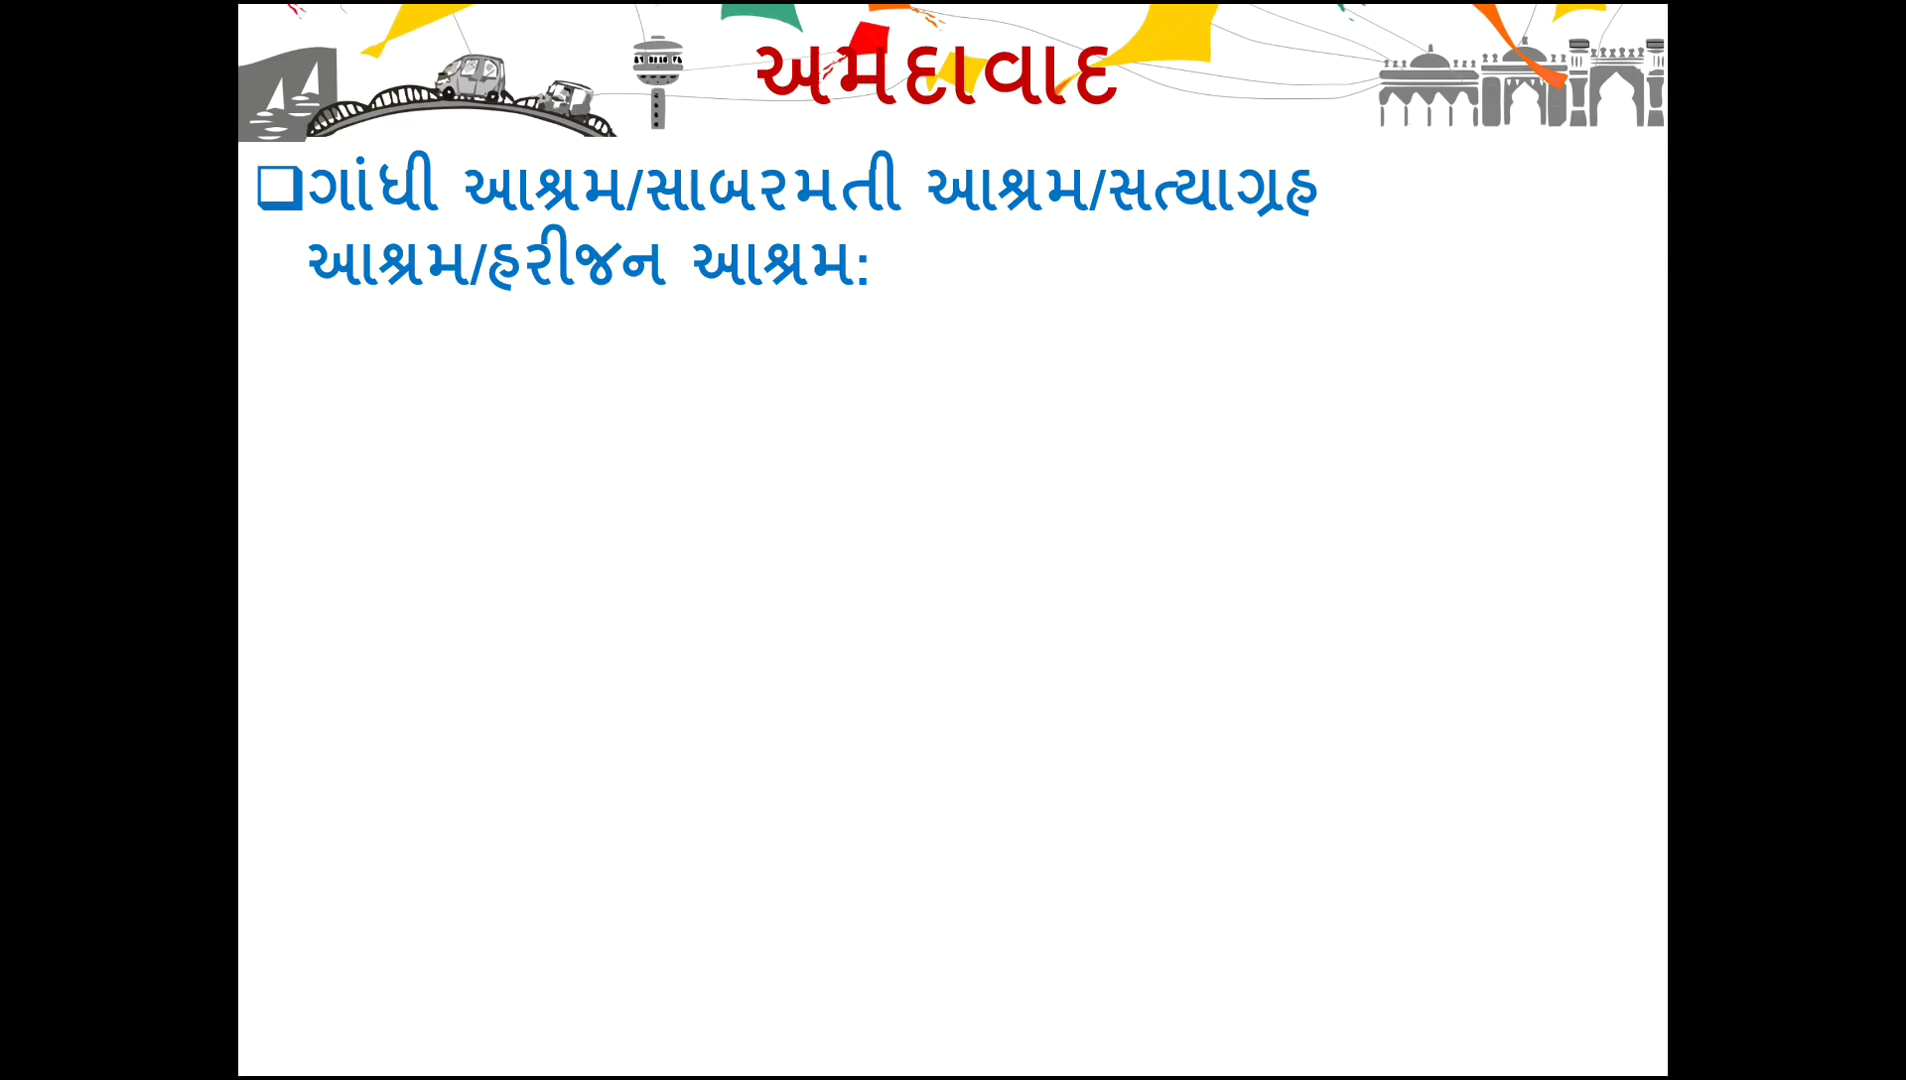 અમદાવાદ
ગાંધી આશ્રમ/સાબરમતી આશ્રમ/સત્યાગ્રહ
આશ્રમ/હરીજન આશ્રમ: